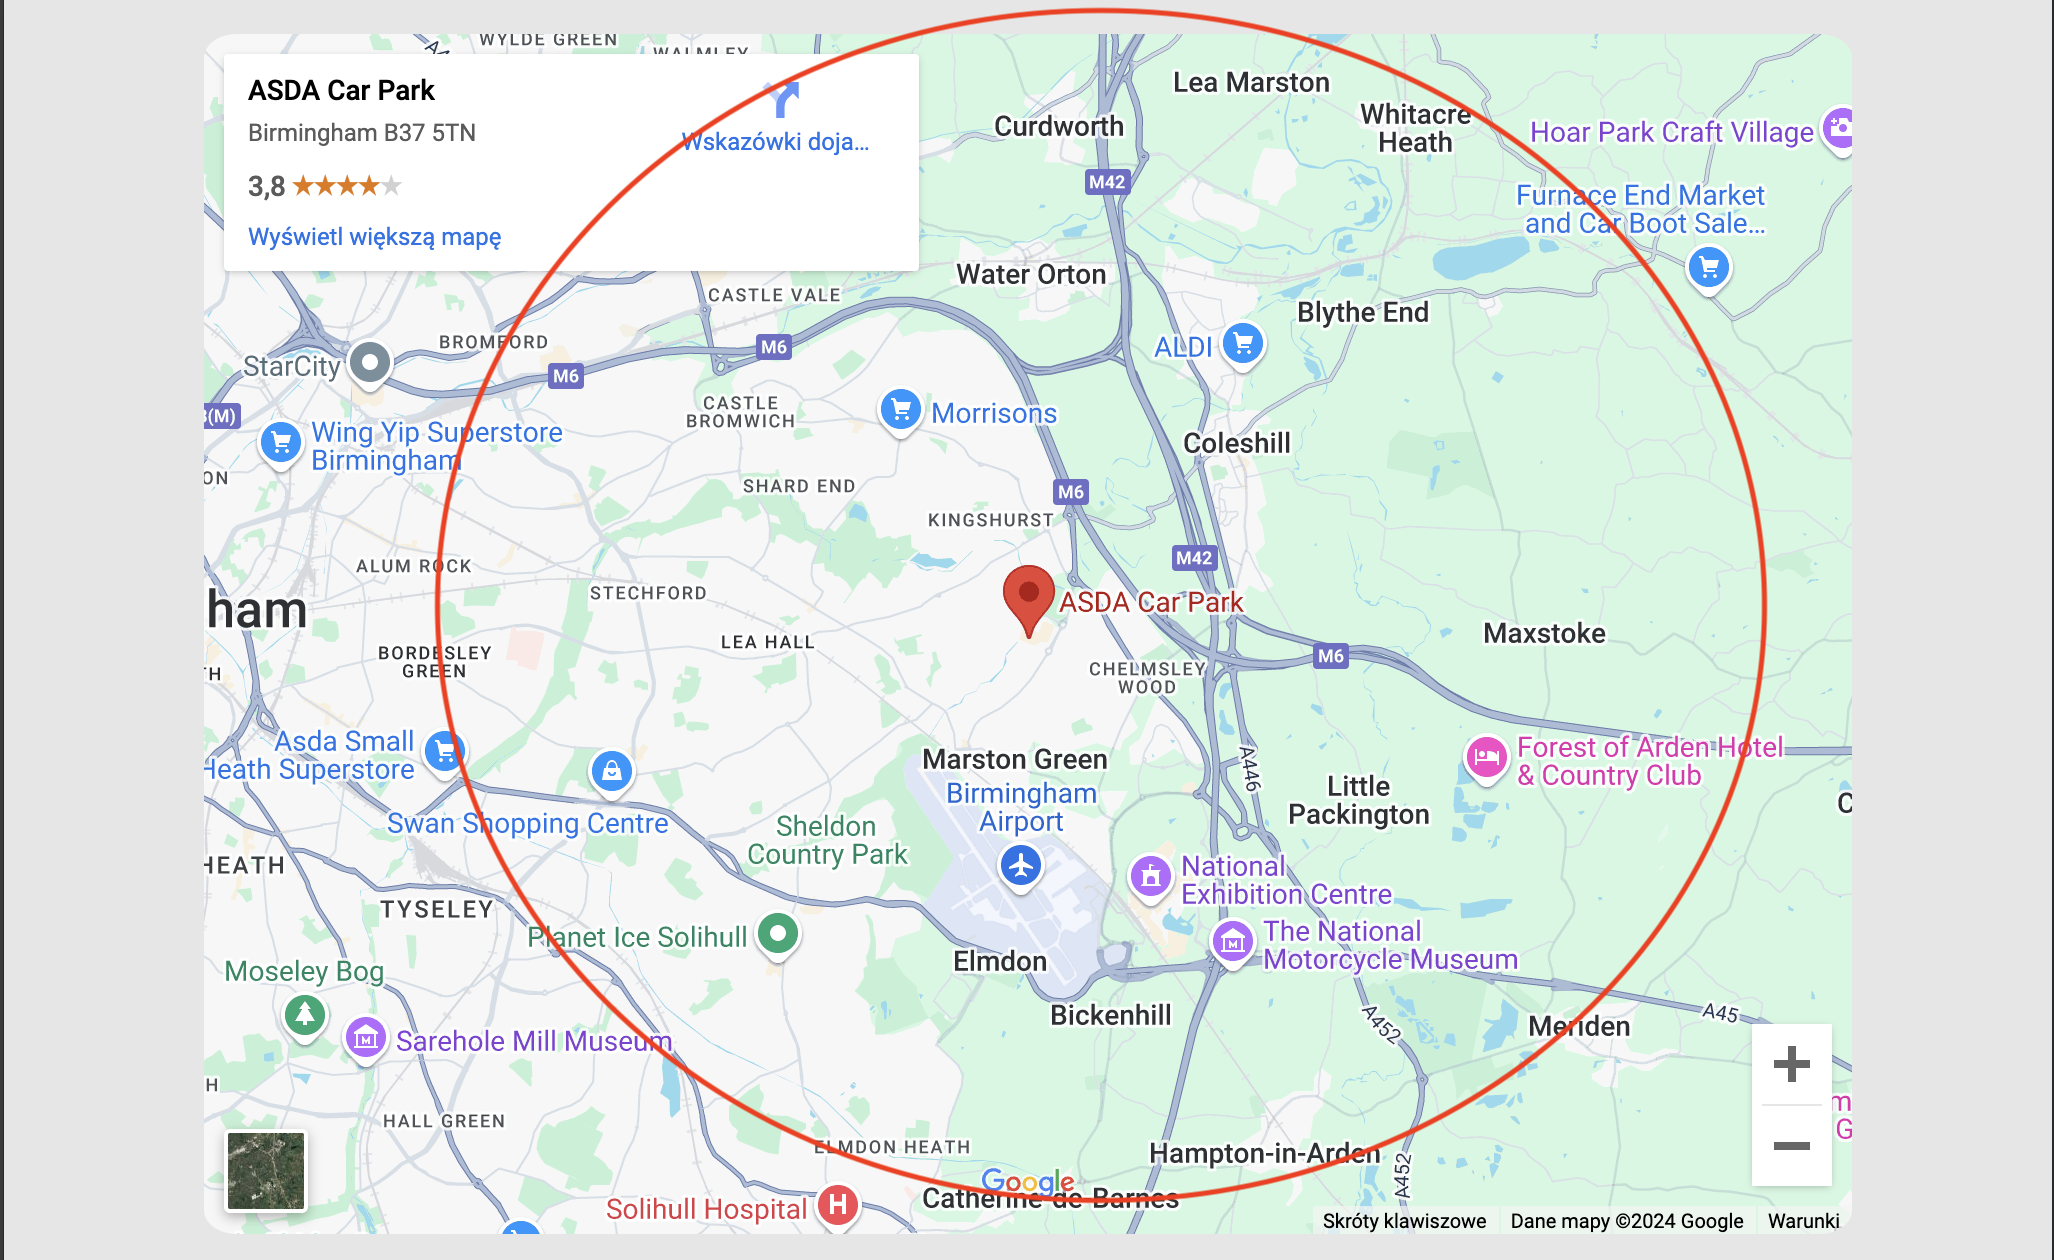 WYLDE GREEN
WALMLEY
ASDA Car Park
Birmingham B37 5TN
3,8
Wskazówki doja...
Wyświetl większą mapę
Lea Marston
Curdworth
Whitacre
Heath
Hoar Park Craft Village
M42
Furnace End Market
and Car Boot Sale...
Water Orton
CASTLE VALE
Blythe End
BROMFORD
StarCity
M6
M6
ALDI
CASTLE
BROMWICH
Morrisons
(M)
Wing Yip Superstore
Birmingham
Coleshill
ON
SHARD END
M6
KINGSHURST
M42
ALUM ROCK
STECHFORD
ham
ASDA Car Park
Maxstoke
LEA HALL
BORDESLEY
GREEN
TH
M6
CHELMSLEY
WOOD
Asda Small
Heath Superstore
Marston Green
Birmingham
Airport
A446
Forest of Arden Hotel
& Country Club
Little
Packington
C
Swan Shopping Centre
Sheldon
Country Park
HEATH
National
Exhibition Centre
TYSELEY
Planet Ice Solihull
The National
Motorcycle Museum
Elmdon
Moseley Bog
Bickenhill
A452
Meriden
A45
Sarehole Mill Museum
H
HALL GREEN
m
G
ELMDON HEATH
Hampton-in-Arden
A452
Google
Catherine-de-Barnes
Solihull Hospital
H
Skróty klawiszowe
Dane mapy ©2024 Google
Warunki